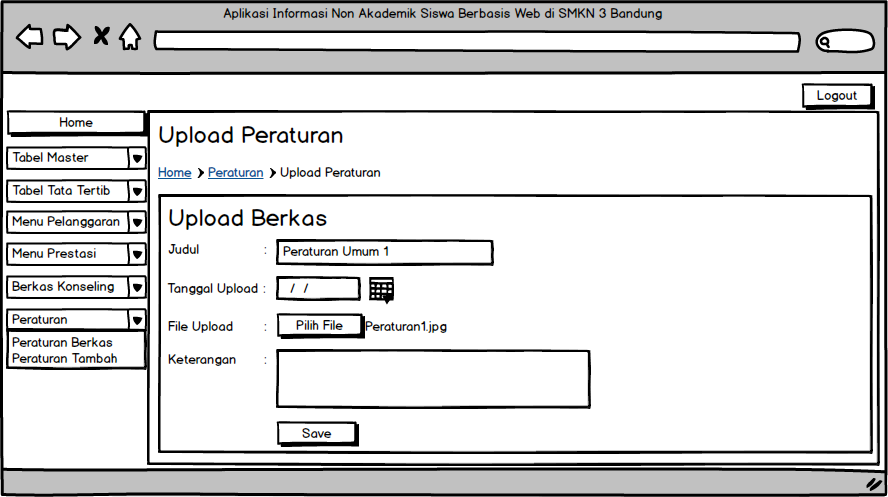 Aplikasi Informasi Non Akademik Siswa Berbasis Web di SMKN 3 Bandung
Logout
Home
Tabel Master
Tabel Tata Tertib
Menu Pelanggaran
Menu Prestasi
Berkas Konseling
Peraturan
Peraturan Berkas
Peraturan Tambah
Upload Peraturan
Home > Peraturan > Upload Peraturan
Upload Berkas
Judul : Peraturan Umum 1
Tanggal Upload : / /
File Upload : Pilih File Peraturan1.jpg
Keterangan :
Save